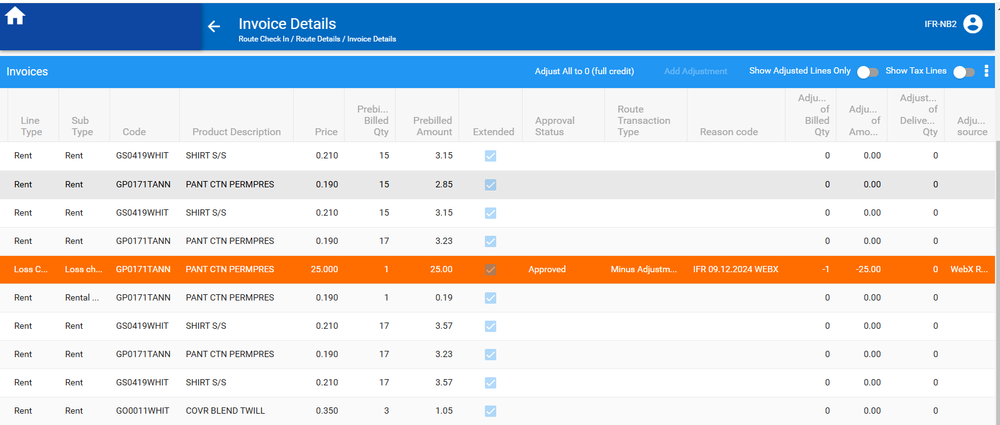 Invoice Details
IFR-NB2
Route Check In / Route Details / Invoice Details
Invoices Adjust All to 0 (full credit) Add Adjustment Show Adjusted Lines Only Show Tax Lines
Line Type Sub Type Code Product Description Price Prebi... Billed Qty Prebilled Amount Extended Approval Status Route Transaction Type Reason code Adju... of Billed Qty Adju... of Amo... Adjust... of Delive... Qty Adju... source
Rent Rent GS0419WHIT SHIRT S/S 0.210 15 3.15 0 0.00 0
Rent Rent GP0171TANN PANT CTN PERMPRES 0.190 15 2.85 0 0.00 0
Rent Rent GS0419WHIT SHIRT S/S 0.210 15 3.15 0 0.00 0
Rent Rent GP0171TANN PANT CTN PERMPRES 0.190 17 3.23 0 0.00 0
Loss C... Loss ch... GP0171TANN PANT CTN PERMPRES 25.000 1 25.00 Approved Minus Adjustm... IFR 09.12.2024 WEBX -1 -25.00 0 WebX R...
Rent Rental ... GP0171TANN PANT CTN PERMPRES 0.190 1 0.19 0 0.00 0
Rent Rent GS0419WHIT SHIRT S/S 0.210 17 3.57 0 0.00 0
Rent Rent GP0171TANN PANT CTN PERMPRES 0.190 17 3.23 0 0.00 0
Rent Rent GS0419WHIT SHIRT S/S 0.210 17 3.57 0 0.00 0
Rent Rent GO0011WHIT COVR BLEND TWILL 0.350 3 1.05 0 0.00 0